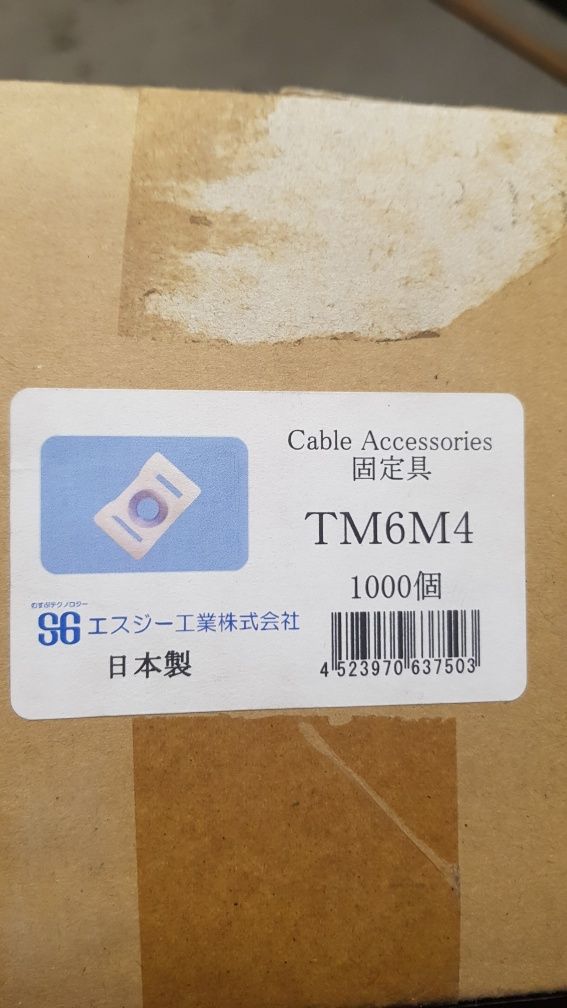 Cable Accessories
固定具
TM6M4
1000個
むすぶテクノロジー
SG エスジー工業株式会社
日本製
4 523970 637503